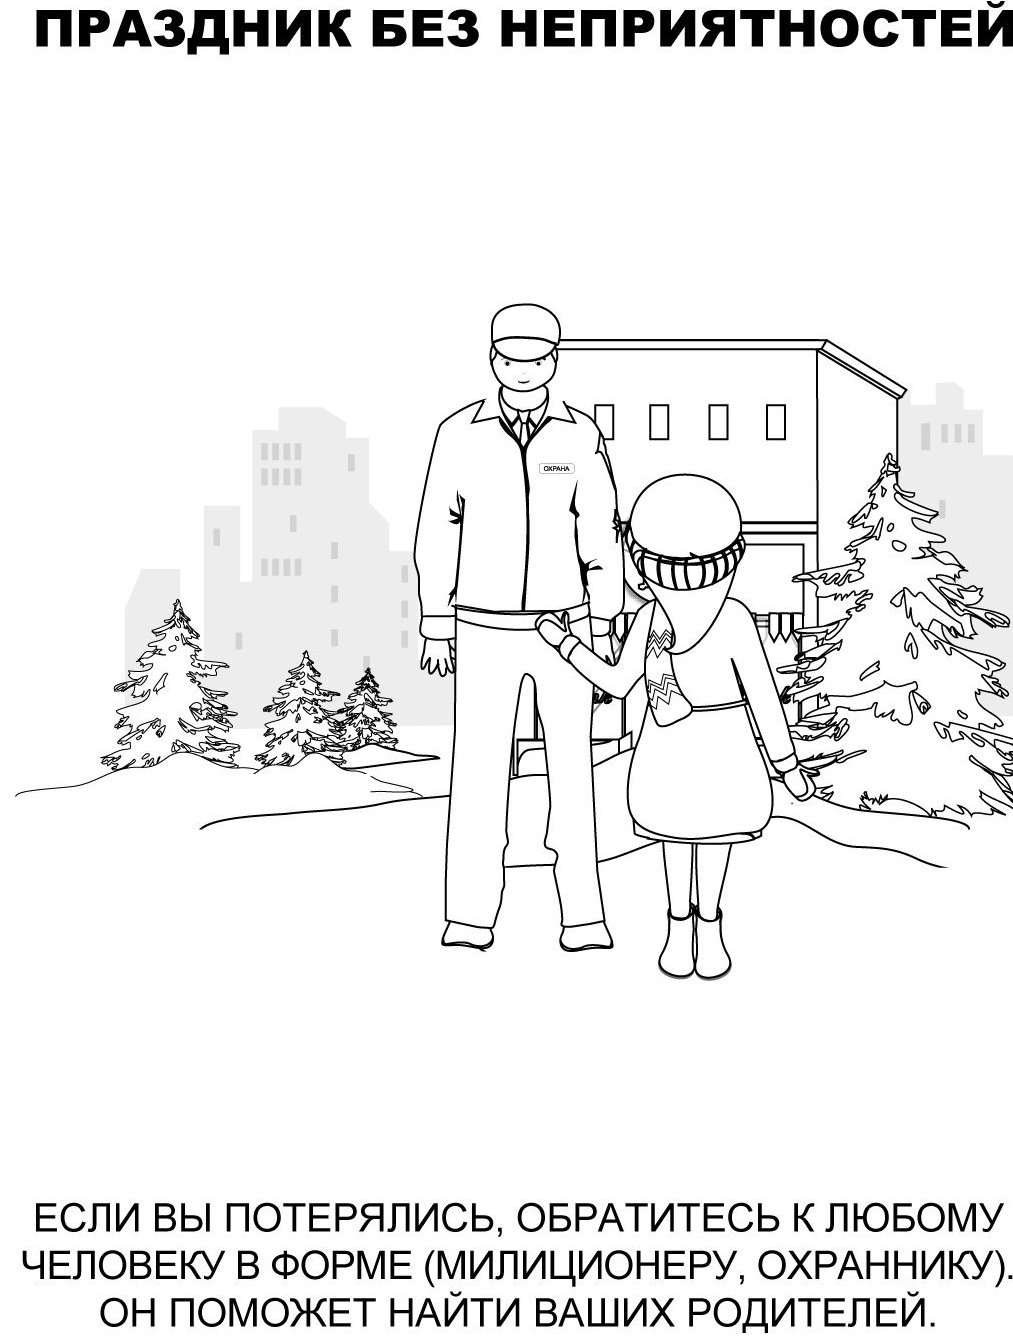 ПРАЗДНИК БЕЗ НЕПРИЯТНОСТЕЙ
ОХРАНА
ЕСЛИ ВЫ ПОТЕРЯЛИСЬ, ОБРАТИТЕСЬ К ЛЮБОМУ
ЧЕЛОВЕКУ В ФОРМЕ (МИЛИЦИОНЕРУ, ОХРАННИКУ).
ОН ПОМОЖЕТ НАЙТИ ВАШИХ РОДИТЕЛЕЙ.